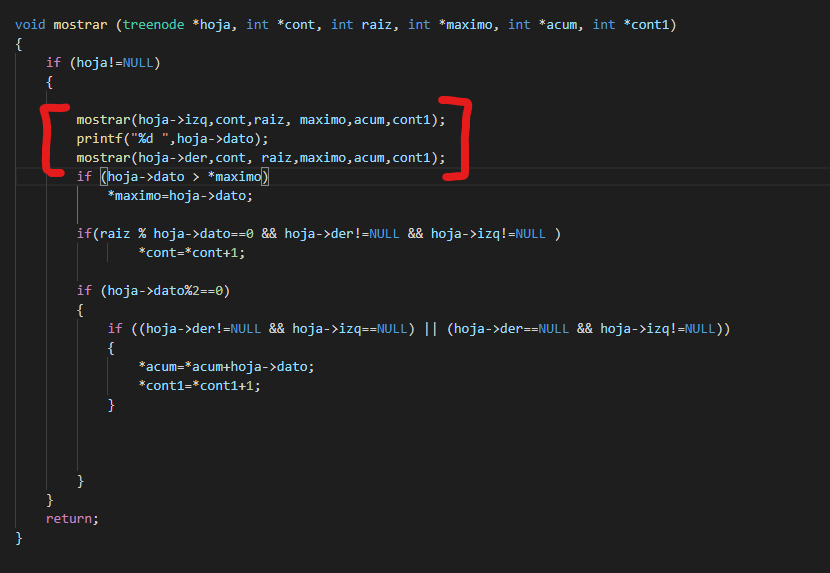 void mostrar (treenode *hoja, int *cont, int raiz, int *maximo, int *acum, int *cont1)
{
if (hoja!=NULL)
{
mostrar(hoja->izq,cont,raiz, maximo,acum,cont1);
printf("%d ",hoja->dato);
mostrar(hoja->der,cont, raiz,maximo,acum,cont1);
if (hoja->dato > *maximo)
*maximo=hoja->dato;
if(raiz % hoja->dato==0 && hoja->der!=NULL && hoja->izq!=NULL )
*cont=*cont+1;
if (hoja->dato%2==0)
{
if ((hoja->der!=NULL && hoja->izq==NULL) || (hoja->der==NULL && hoja->izq!=NULL))
{
*acum=*acum+hoja->dato;
*cont1=*cont1+1;
}
}
}
return;
}